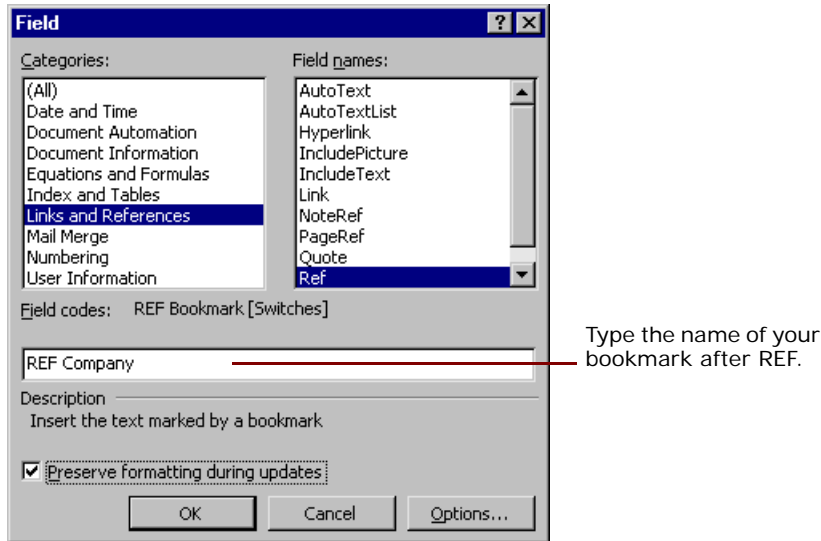 Field
Categories:
(All)
Date and Time
Document Automation
Document Information
Equations and Formulas
Index and Tables
Links and References
Mail Merge
Numbering
User Information
Field names:
AutoText
AutoTextList
Hyperlink
IncludePicture
IncludeText
Link
NoteRef
PageRef
Quote
Ref
Field codes: REF Bookmark [Switches]
REF Company
Type the name of your
bookmark after REF.
Description
Insert the text marked by a bookmark
Preserve formatting during updates
OK Cancel Options...